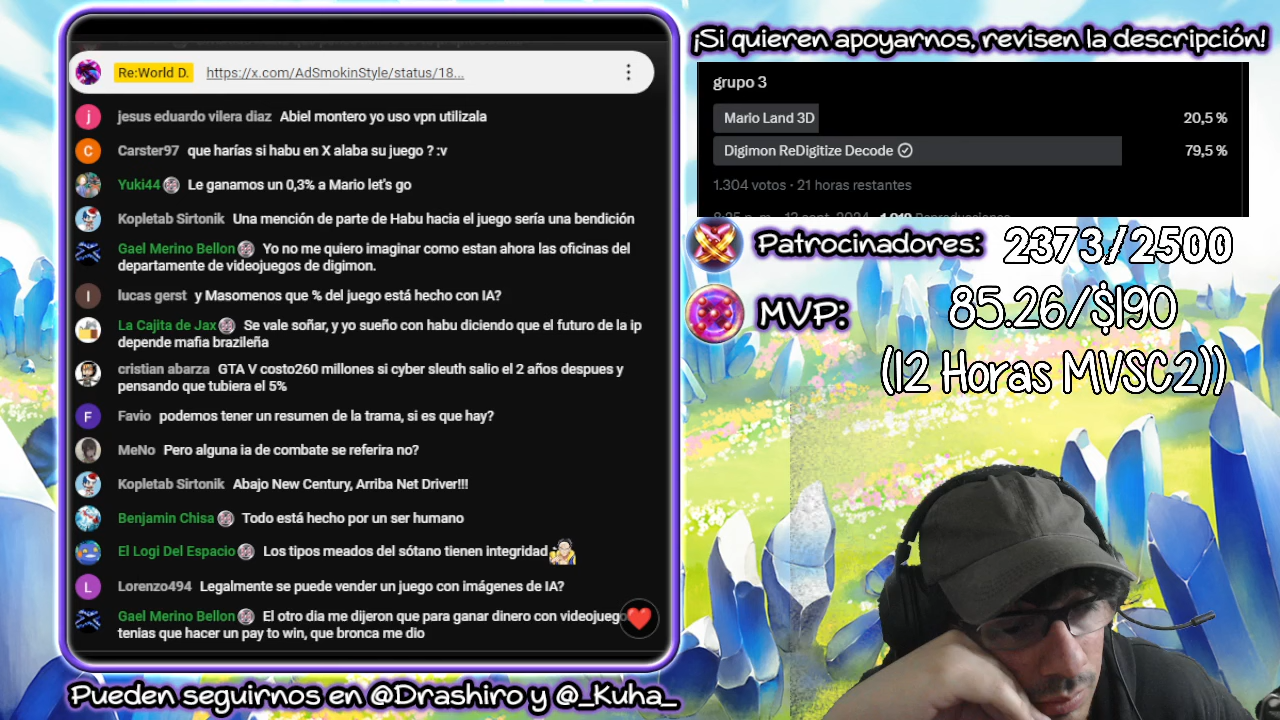 ¡Si quieren apoyarnos, revisen la descripción!
Re:World D. https://x.com/AdSmokinStyle/status/18...
jesus eduardo vilera diaz Abiel montero yo uso vpn utilizala
Carster97 que harías si habu en X alaba su juego ? :v
Yuki44 Le ganamos un 0,3% a Mario let's go
Kopletab Sirtonik Una mención de parte de Habu hacia el juego sería una bendición
Gael Merino Bellon Yo no me quiero imaginar como estan ahora las oficinas del
departamente de videojuegos de digimon.
lucas gerst y Masomenos que % del juego está hecho con IA?
La Cajita de Jax Se vale soñar, y yo sueño con habu diciendo que el futuro de la ip
depende mafia brazileña
cristian abarza GTA V costo260 millones si cyber sleuth salio el 2 años despues y
pensando que tubiera el 5%
Favio podemos tener un resumen de la trama, si es que hay?
MeNo Pero alguna ia de combate se referira no?
Kopletab Sirtonik Abajo New Century, Arriba Net Driver!!!
Benjamin Chisa Todo está hecho por un ser humano
El Logi Del Espacio Los tipos meados del sótano tienen integridad
Lorenzo494 Legalmente se puede vender un juego con imágenes de IA?
Gael Merino Bellon El otro dia me dijeron que para ganar dinero con videojuego
tenias que hacer un pay to win, que bronca me dio
Pueden seguirnos en @Drashiro y @_Kuha_
grupo 3
Mario Land 3D 20,5 %
Digimon ReDigitize Decode 79,5 %
1.304 votos · 21 horas restantes
Patrocinadores: 2373/2500
MVP: 85.26/$190
(12 Horas MVSC2))